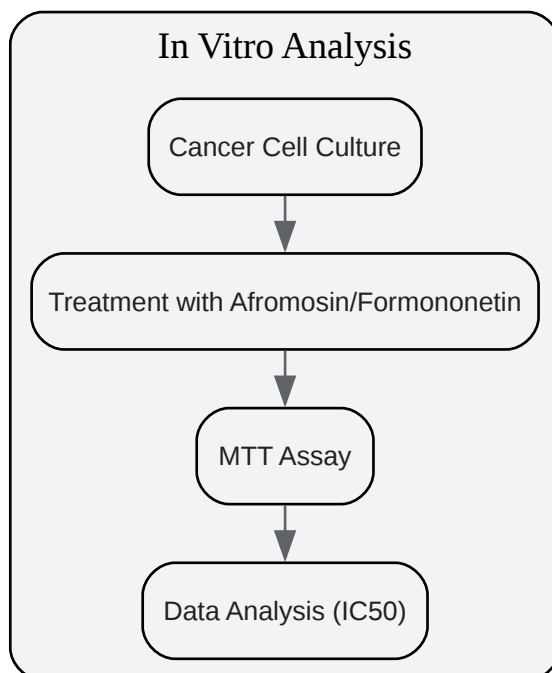 In Vitro Analysis
Cancer Cell Culture
Treatment with Afromosin/Formononetin
MTT Assay
Data Analysis (IC50)